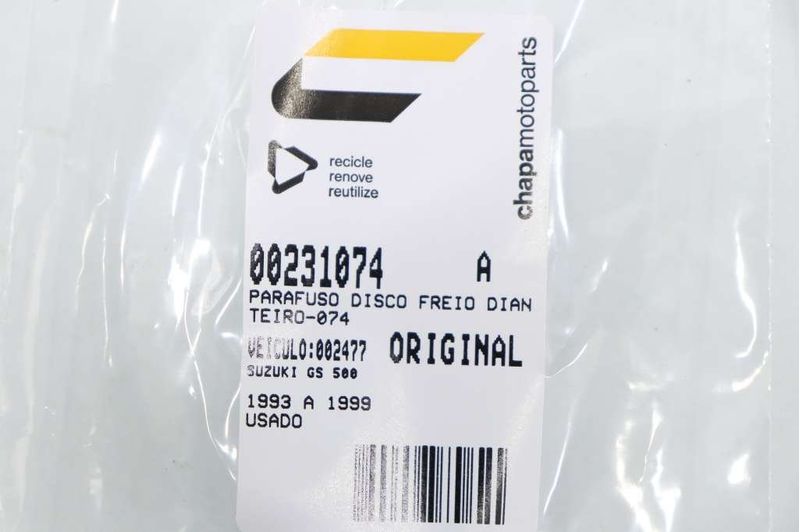 chapamotoparts
recicle
renove
reutilize
00231074 A
PARAFUSO DISCO FREIO DIAN
TEIRO-074
VEICULO:002477 ORIGINAL
SUZUKI GS 500
1993 A 1999
USADO